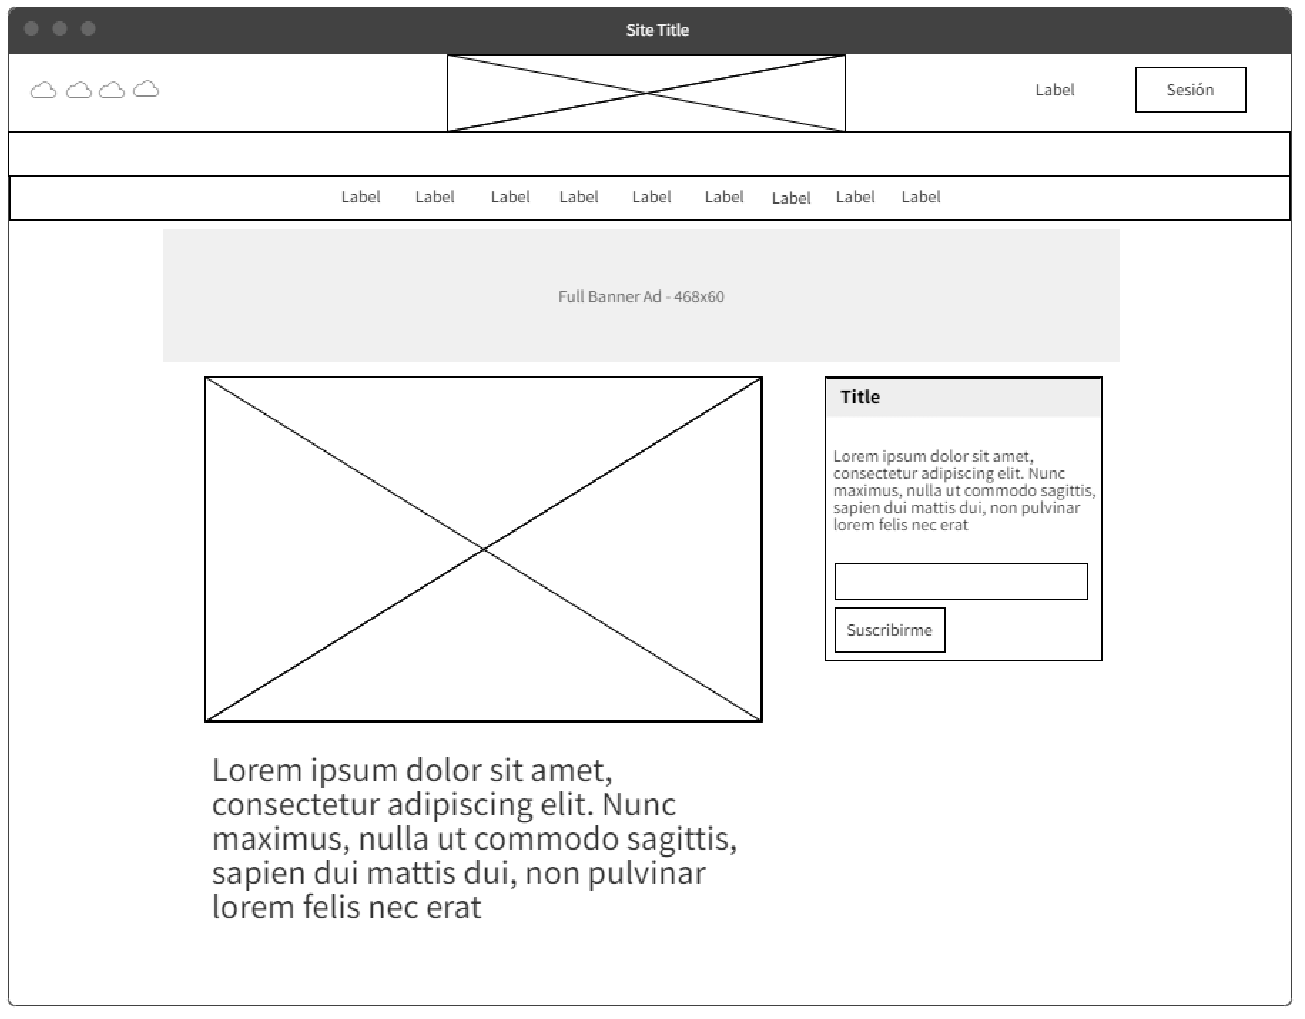 Site Title
Label
Sesión
Label Label Label Label Label Label Label Label Label
Full Banner Ad - 468x60
Title
Lorem ipsum dolor sit amet,
consectetur adipiscing elit. Nunc
maximus, nulla ut commodo sagittis,
sapien dui mattis dui, non pulvinar
lorem felis nec erat
Suscribirme
Lorem ipsum dolor sit amet,
consectetur adipiscing elit. Nunc
maximus, nulla ut commodo sagittis,
sapien dui mattis dui, non pulvinar
lorem felis nec erat